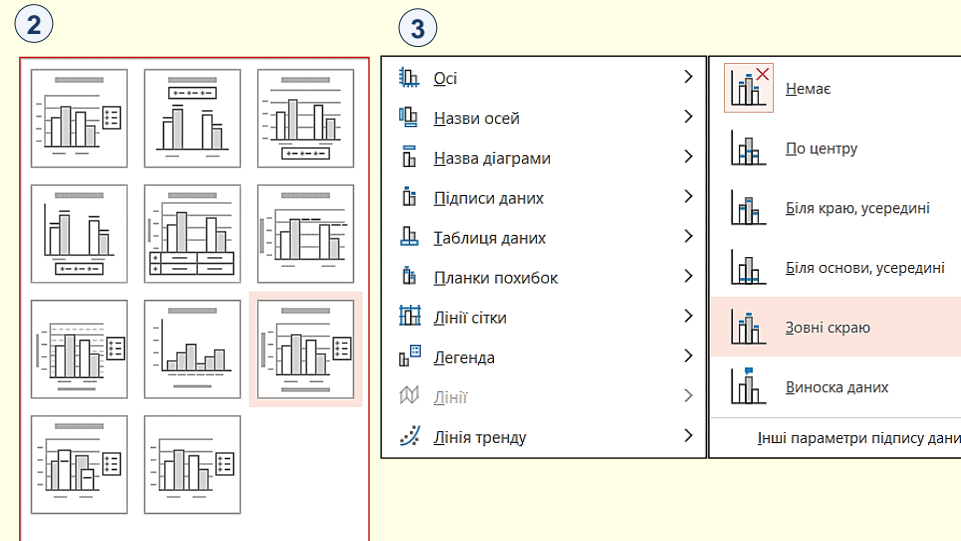 2
3
Осі
Назви осей
Назва діаграми
Підписи даних
Таблиця даних
Планки похибок
Лінії сітки
Легенда
Лінії
Лінія тренду
Немає
По центру
Біля краю, усередині
Біля основи, усередині
Зовні скраю
Виноска даних
Інші параметри підпису дани